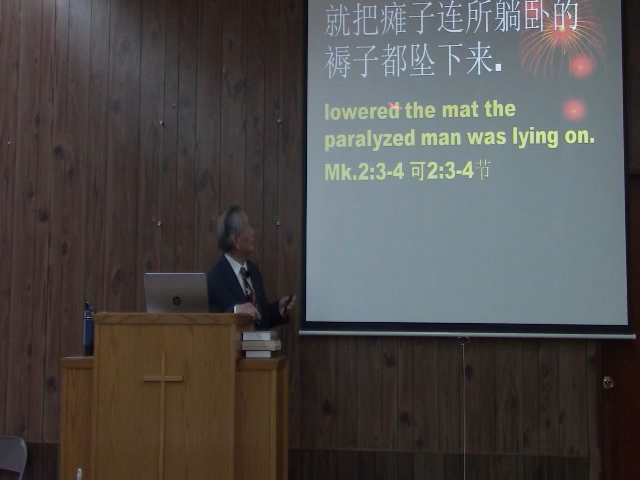 就把瘫子连所躺卧的
褥子都坠下来.
lowered the mat the
paralyzed man was lying on.
Mk.2:3-4 可2:3-4节